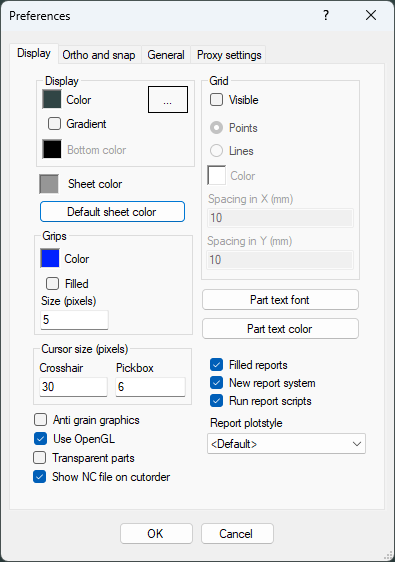 Preferences
?
Display
Ortho and snap
General
Proxy settings
Display
Color
...
Gradient
Bottom color
Sheet color
Default sheet color
Grips
Color
Filled
Size (pixels)
5
Cursor size (pixels)
Crosshair
Pickbox
30
6
Anti grain graphics
Use OpenGL
Transparent parts
Show NC file on cutorder
Grid
Visible
Points
Lines
Color
Spacing in X (mm)
10
Spacing in Y (mm)
10
Part text font
Part text color
Filled reports
New report system
Run report scripts
Report plotstyle
<Default>
OK
Cancel